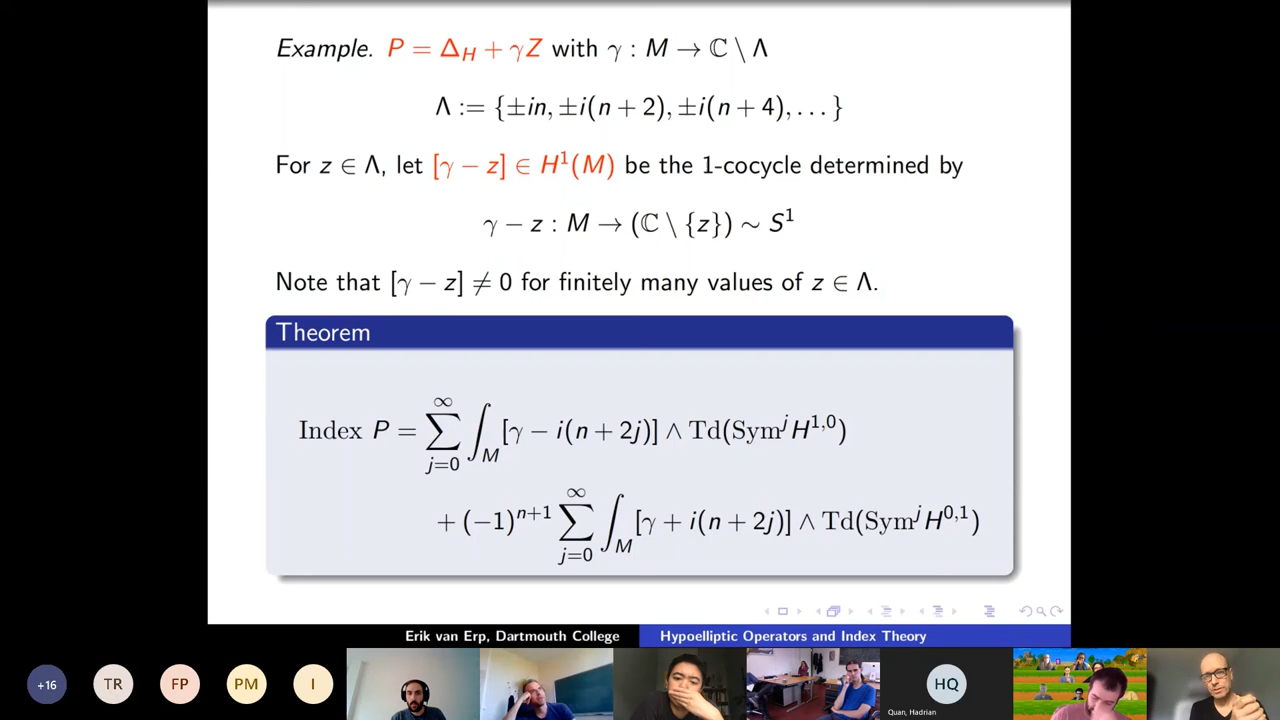 Example. P = Δ_H + γZ with γ : M → ℂ \ Λ
Λ := {±in, ±i(n + 2), ±i(n + 4), . . . }
For z ∈ Λ, let [γ − z] ∈ H¹(M) be the 1-cocycle determined by
γ − z : M → (ℂ \ {z}) ∼ S¹
Note that [γ − z] ≠ 0 for finitely many values of z ∈ Λ.
Theorem
Index P = ∑_{j=0}^{∞} ∫_M [γ − i(n + 2j)] ∧ Td(Sym^j H^{1,0})
+ (−1)^{n+1} ∑_{j=0}^{∞} ∫_M [γ + i(n + 2j)] ∧ Td(Sym^j H^{0,1})
Erik van Erp, Dartmouth College Hypoelliptic Operators and Index Theory
+16 TR FP PM I HQ
Quan, Hadrian